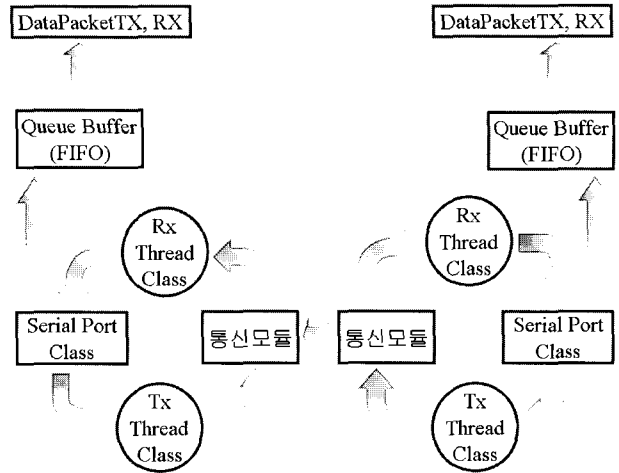 DataPacketTX, RX
DataPacketTX, RX
Queue Buffer
(FIFO)
Queue Buffer
(FIFO)
Rx
Thread
Class
Rx
Thread
Class
Serial Port
Class
통신모듈
통신모듈
Serial Port
Class
Tx
Thread
Class
Tx
Thread
Class